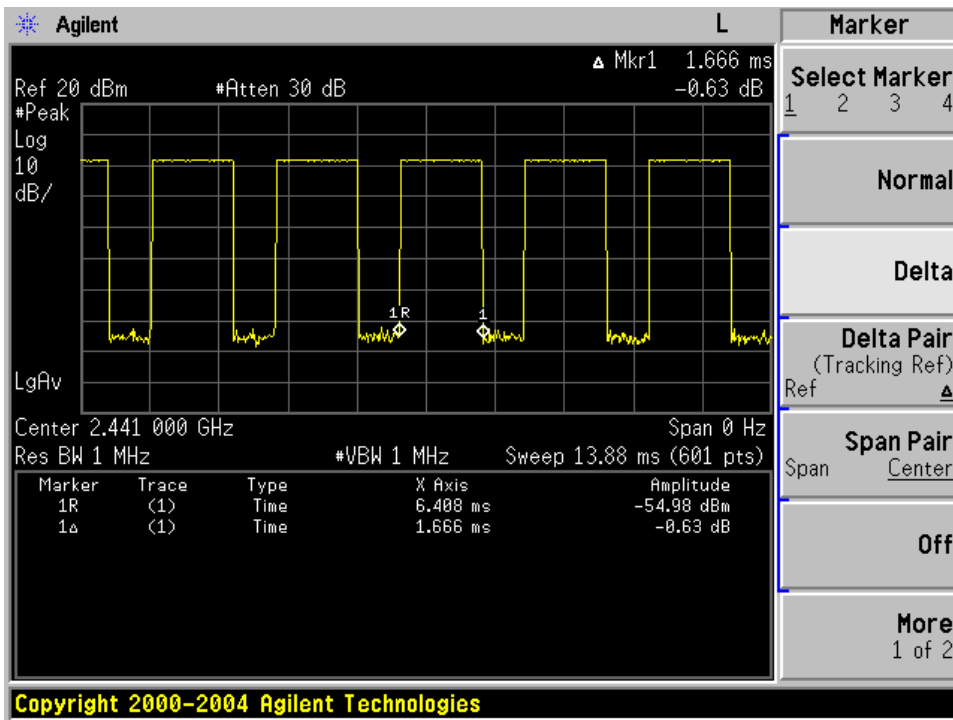 Agilent L
Δ Mkr1 1.666 ms
Ref 20 dBm #Atten 30 dB -0.63 dB
#Peak
Log
10
dB/
1R 1
LgAv
Center 2.441 000 GHz Span 0 Hz
Res BW 1 MHz #VBW 1 MHz Sweep 13.88 ms (601 pts)
Marker Trace Type X Axis Amplitude
1R (1) Time 6.408 ms -54.98 dBm
1Δ (1) Time 1.666 ms -0.63 dB
Copyright 2000-2004 Agilent Technologies
Marker
Select Marker
1 2 3 4
Normal
Delta
Delta Pair
(Tracking Ref)
Ref Δ
Span Pair
Span Center
Off
More
1 of 2